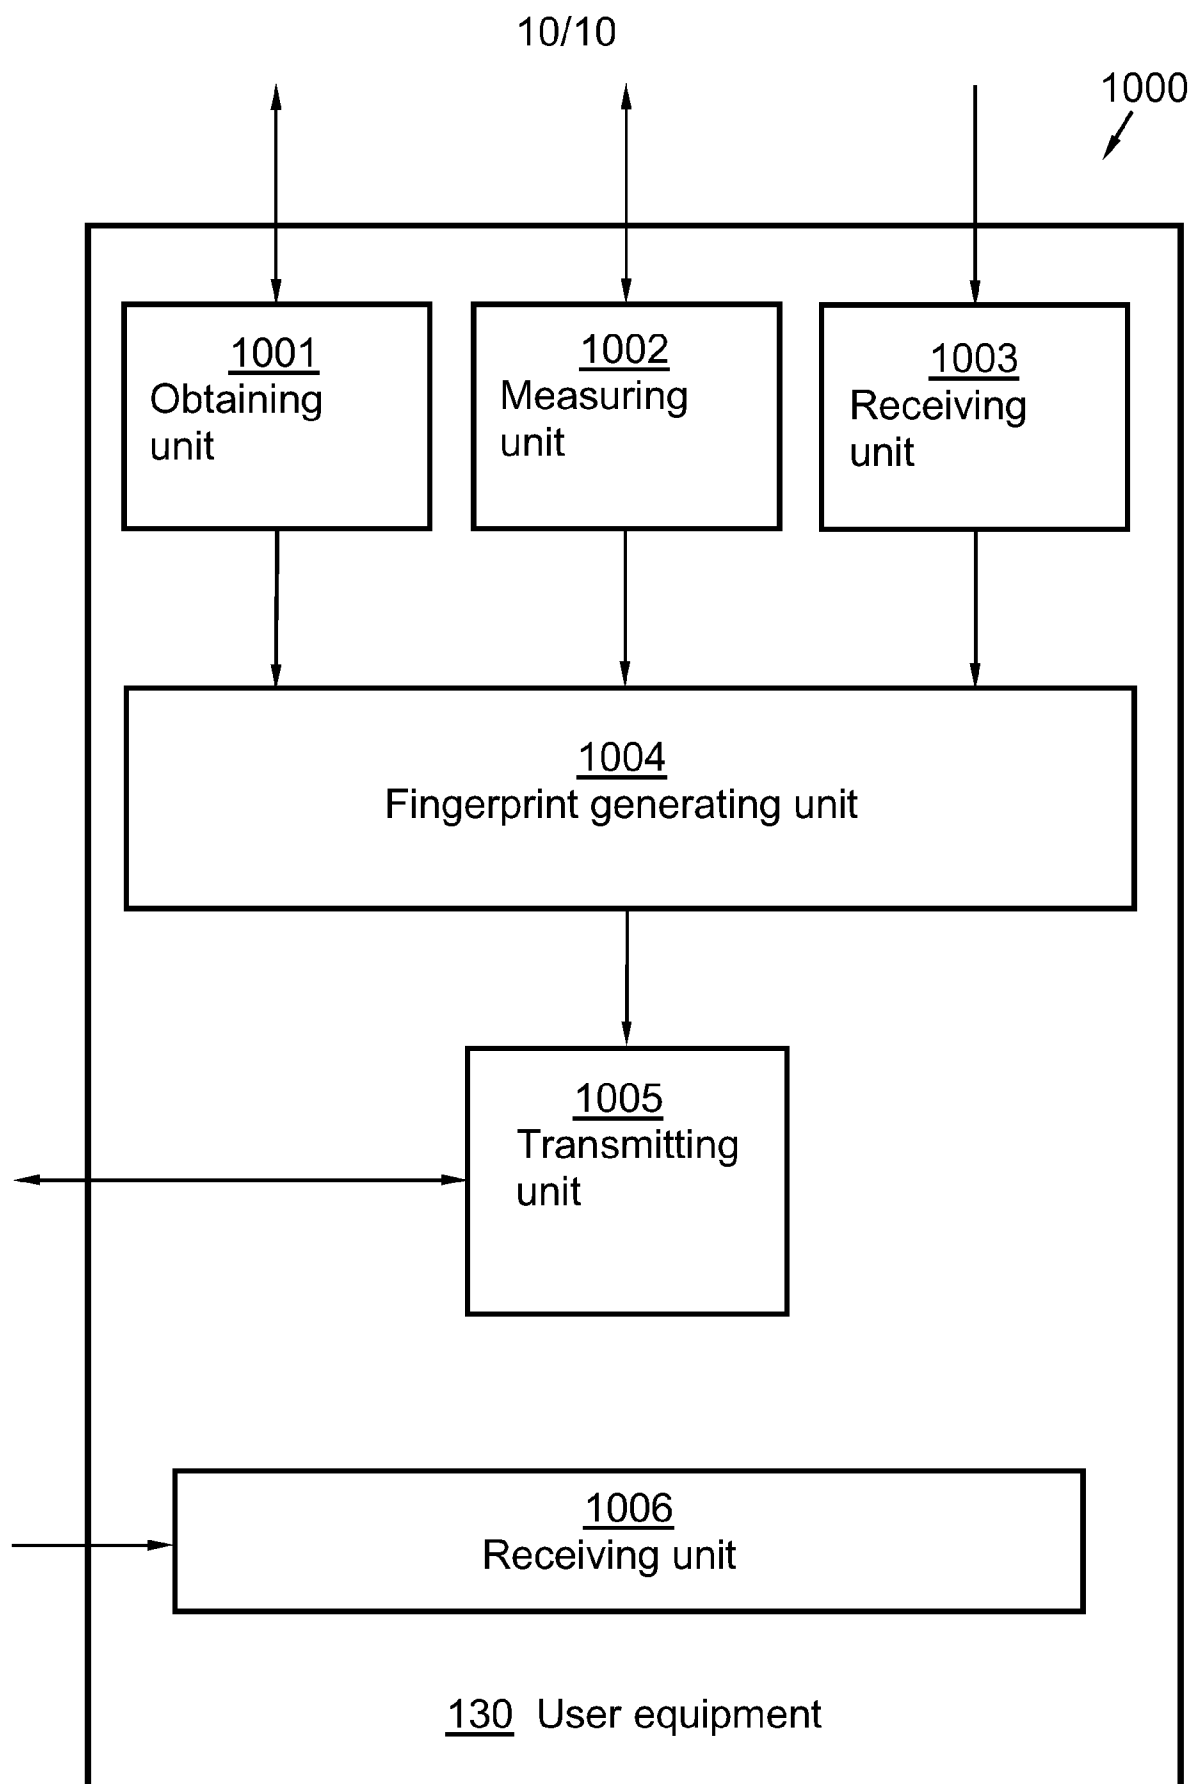 10/10
1000
1001
Obtaining
unit
1002
Measuring
unit
1003
Receiving
unit
1004
Fingerprint generating unit
1005
Transmitting
unit
1006
Receiving unit
130 User equipment